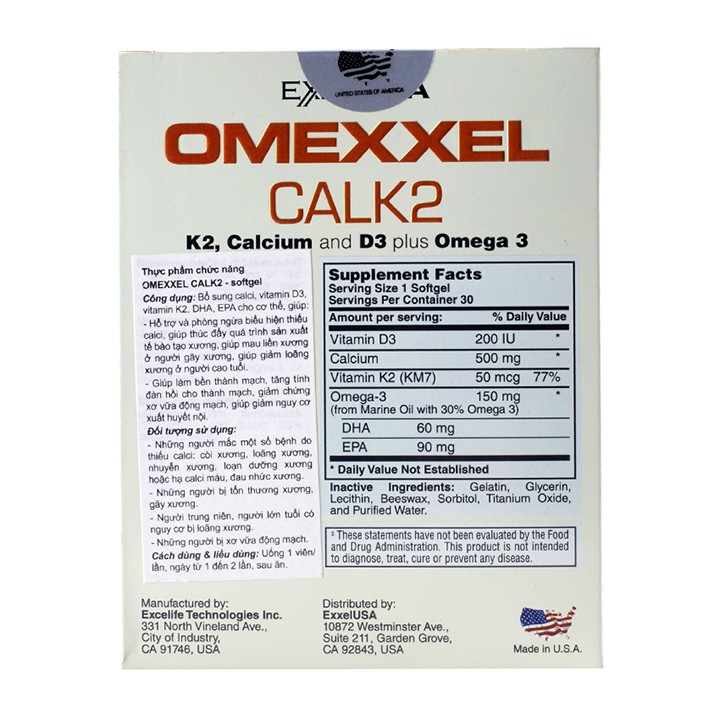 UNITED STATES OF AMERICA
OMEXXEL
CALK2
K2, Calcium and D3 plus Omega 3
Thực phẩm chức năng
OMEXXEL CALK2 - softgel
Công dụng: Bổ sung calci, vitamin D3,
vitamin K2, DHA, EPA cho cơ thể, giúp:
- Hỗ trợ và phòng ngừa biểu hiện thiếu
calci, giúp thúc đẩy quá trình sản xuất
tế bào tạo xương, giúp mau liền xương
ở người gãy xương, giúp giảm loãng
xương ở người cao tuổi.
- Giúp làm bền thành mạch, tăng tính
đàn hồi cho thành mạch, giảm chứng
xơ vữa động mạch, giúp giảm nguy cơ
xuất huyết nội.
Đối tượng sử dụng:
- Những người mắc một số bệnh do
thiếu calci: còi xương, loãng xương,
nhuyễn xương, loạn dưỡng xương
hoặc hạ calci máu, đau nhức xương.
- Những người bị tổn thương xương,
gãy xương.
- Người trung niên, người lớn tuổi có
nguy cơ bị loãng xương.
- Những người bị xơ vữa động mạch.
Cách dùng & liều dùng: Uống 1 viên/
lần, ngày từ 1 đến 2 lần, sau ăn.
Supplement Facts
Serving Size 1 Softgel
Servings Per Container 30
Amount per serving: % Daily Value
Vitamin D3 200 IU *
Calcium 500 mg *
Vitamin K2 (KM7) 50 mcg 77%
Omega-3 150 mg *
(from Marine Oil with 30% Omega 3)
DHA 60 mg
EPA 90 mg
* Daily Value Not Established
Inactive Ingredients: Gelatin, Glycerin,
Lecithin, Beeswax, Sorbitol, Titanium Oxide,
and Purified Water.
‡ These statements have not been evaluated by the Food
and Drug Administration. This product is not intended
to diagnose, treat, cure or prevent any disease.
Manufactured by:
Excelife Technologies Inc.
331 North Vineland Ave.,
City of Industry,
CA 91746, USA
Distributed by:
ExxelUSA
10872 Westminster Ave.,
Suite 211, Garden Grove,
CA 92843, USA
Made in U.S.A.